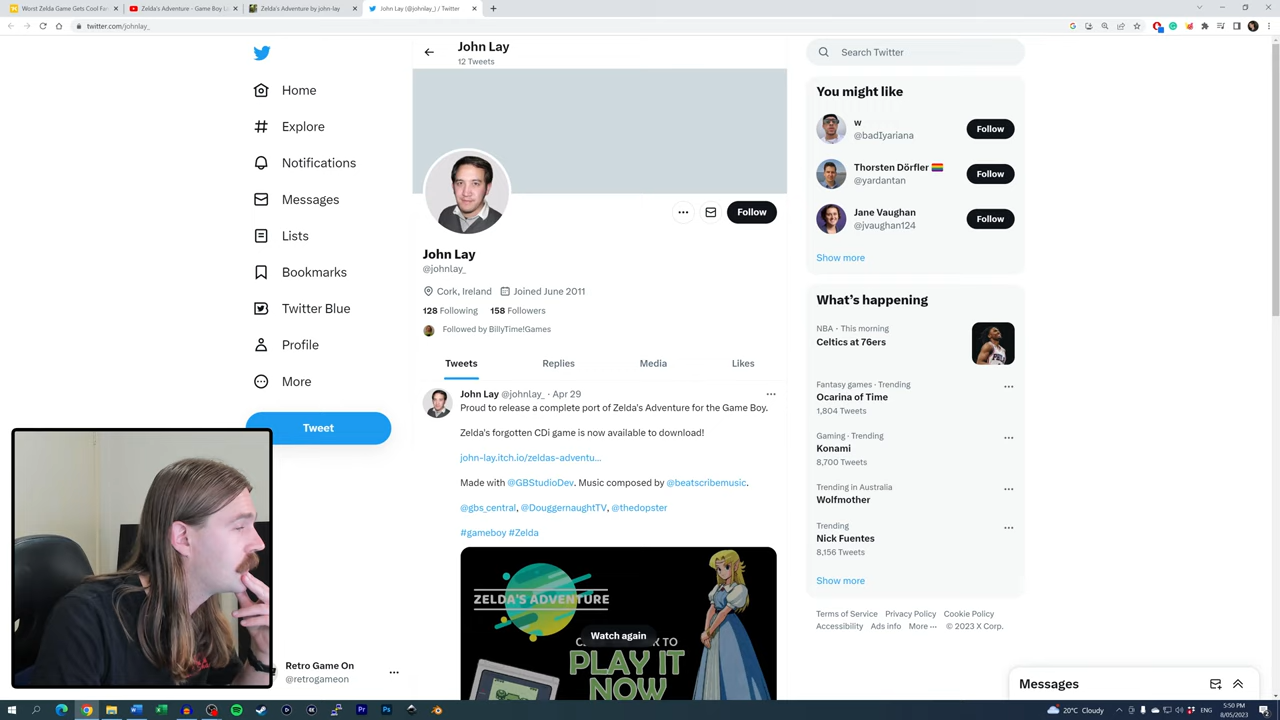 Worst Zelda Game Gets Cool Fan
Zelda's Adventure - Game Boy L
Zelda's Adventure by john-lay
John Lay (@johnlay_) / Twitter
twitter.com/johnlay_
John Lay
12 Tweets
Search Twitter
Home
Explore
Notifications
Messages
Lists
Bookmarks
Twitter Blue
Profile
More
Tweet
Follow
John Lay
@johnlay_
Cork, Ireland Joined June 2011
128 Following 158 Followers
Followed by BillyTime!Games
Tweets Replies Media Likes
John Lay @johnlay_ · Apr 29
Proud to release a complete port of Zelda's Adventure for the Game Boy.
Zelda's forgotten CDi game is now available to download!
john-lay.itch.io/zeldas-adventu...
Made with @GBStudioDev. Music composed by @beatscribemusic.
@gbs_central, @DouggernaughtTV, @thedopster
#gameboy #Zelda
ZELDA'S ADVENTURE
Watch again
TO
PLAY IT
NOW
You might like
w
@badIyariana
Follow
Thorsten Dörfler
@yardantan
Follow
Jane Vaughan
@jvaughan124
Follow
Show more
What's happening
NBA · This morning
Celtics at 76ers
Fantasy games · Trending
Ocarina of Time
1,804 Tweets
Gaming · Trending
Konami
8,700 Tweets
Trending in Australia
Wolfmother
Trending
Nick Fuentes
8,156 Tweets
Show more
Terms of Service Privacy Policy Cookie Policy
Accessibility Ads info More ··· © 2023 X Corp.
Retro Game On
@retrogameon
Messages
20°C Cloudy
ENG
5:50 PM
8/05/2023